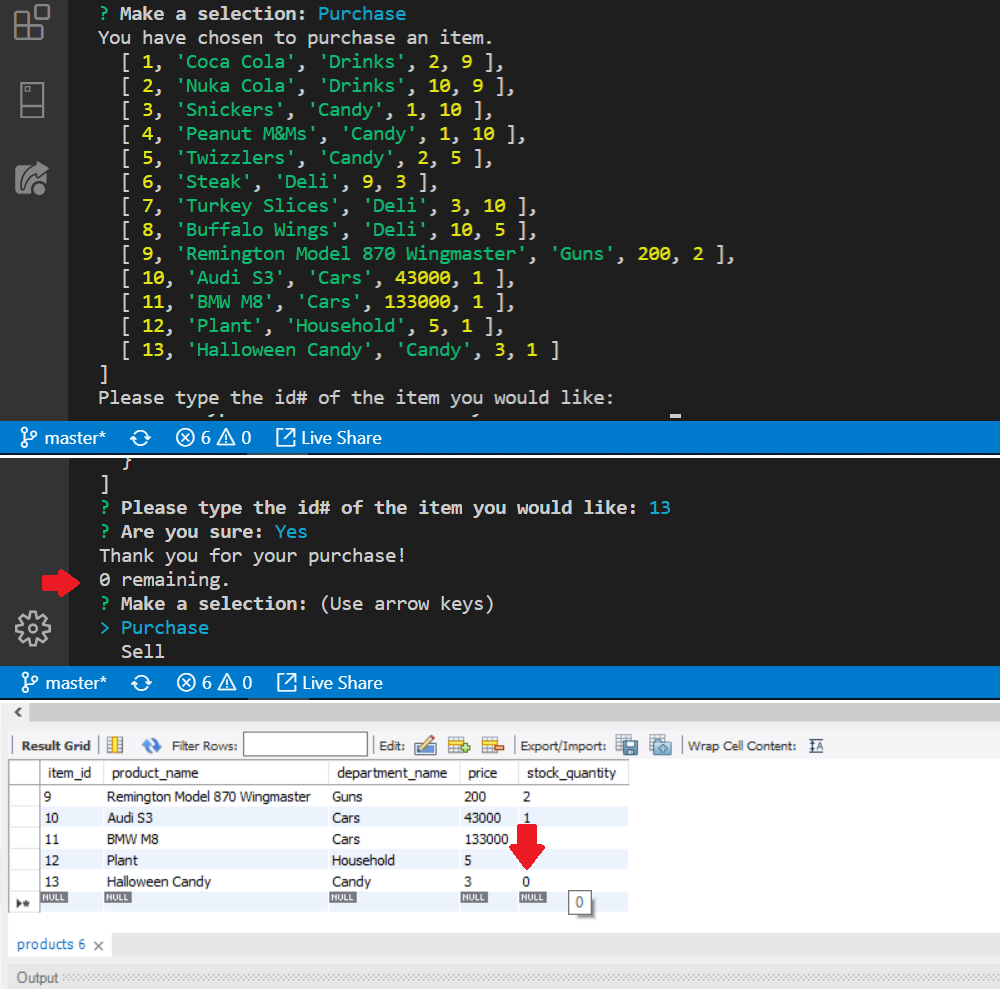 ? Make a selection: Purchase
You have chosen to purchase an item.
[ 1, 'Coca Cola', 'Drinks', 2, 9 ],
[ 2, 'Nuka Cola', 'Drinks', 10, 9 ],
[ 3, 'Snickers', 'Candy', 1, 10 ],
[ 4, 'Peanut M&Ms', 'Candy', 1, 10 ],
[ 5, 'Twizzlers', 'Candy', 2, 5 ],
[ 6, 'Steak', 'Deli', 9, 3 ],
[ 7, 'Turkey Slices', 'Deli', 3, 10 ],
[ 8, 'Buffalo Wings', 'Deli', 10, 5 ],
[ 9, 'Remington Model 870 Wingmaster', 'Guns', 200, 2 ],
[ 10, 'Audi S3', 'Cars', 43000, 1 ],
[ 11, 'BMW M8', 'Cars', 133000, 1 ],
[ 12, 'Plant', 'Household', 5, 1 ],
[ 13, 'Halloween Candy', 'Candy', 3, 1 ]
]
Please type the id# of the item you would like:
master* 6 0 Live Share
}
]
? Please type the id# of the item you would like: 13
? Are you sure: Yes
Thank you for your purchase!
0 remaining.
? Make a selection: (Use arrow keys)
> Purchase
Sell
master* 6 0 Live Share
Result Grid Filter Rows: Edit: Export/Import: Wrap Cell Content:
item_id product_name department_name price stock_quantity
9 Remington Model 870 Wingmaster Guns 200 2
10 Audi S3 Cars 43000 1
11 BMW M8 Cars 133000
12 Plant Household 5
13 Halloween Candy Candy 3 0
NULL NULL NULL NULL NULL
0
products 6
Output